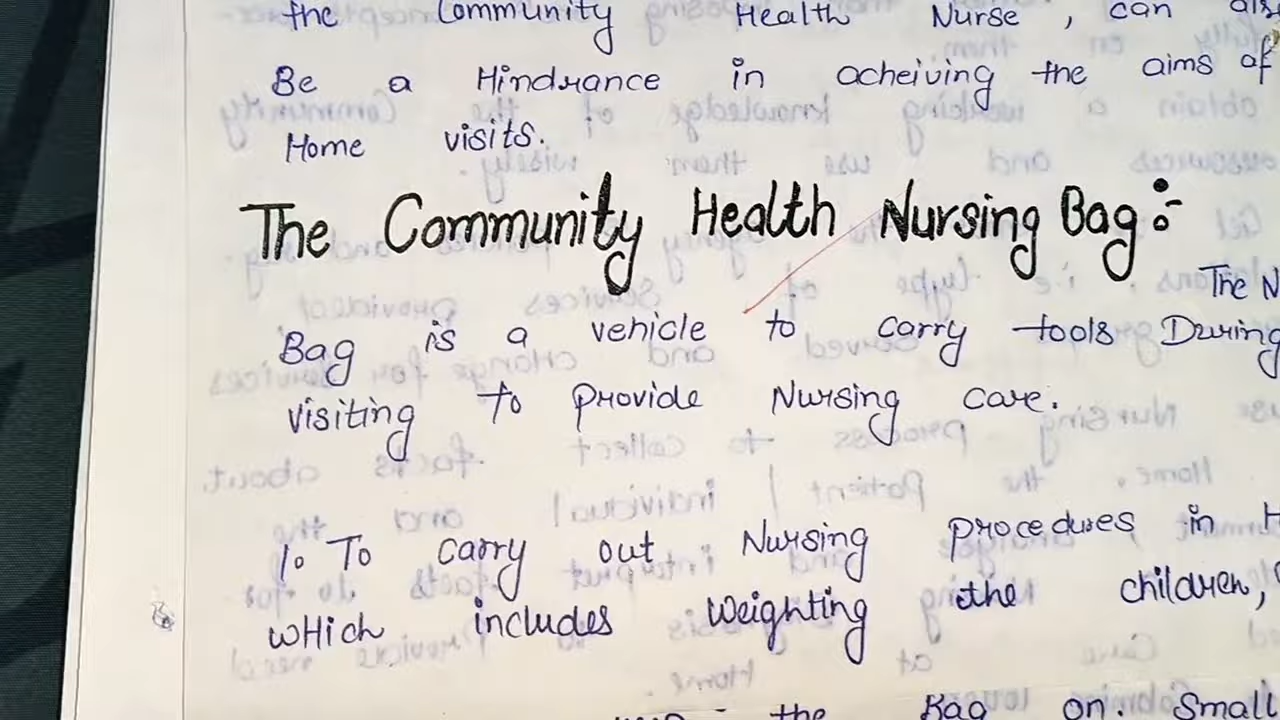 the Community Health Nurse, can als
Be a Hindrance in acheiving the aims of
Home visits.
The Community Health Nursing Bag:-
The N
Bag is a vehicle to carry tools During
visiting to provide Nursing care.
1. To carry out Nursing procedures in H
which includes weighting the children,
the Bag on. Small